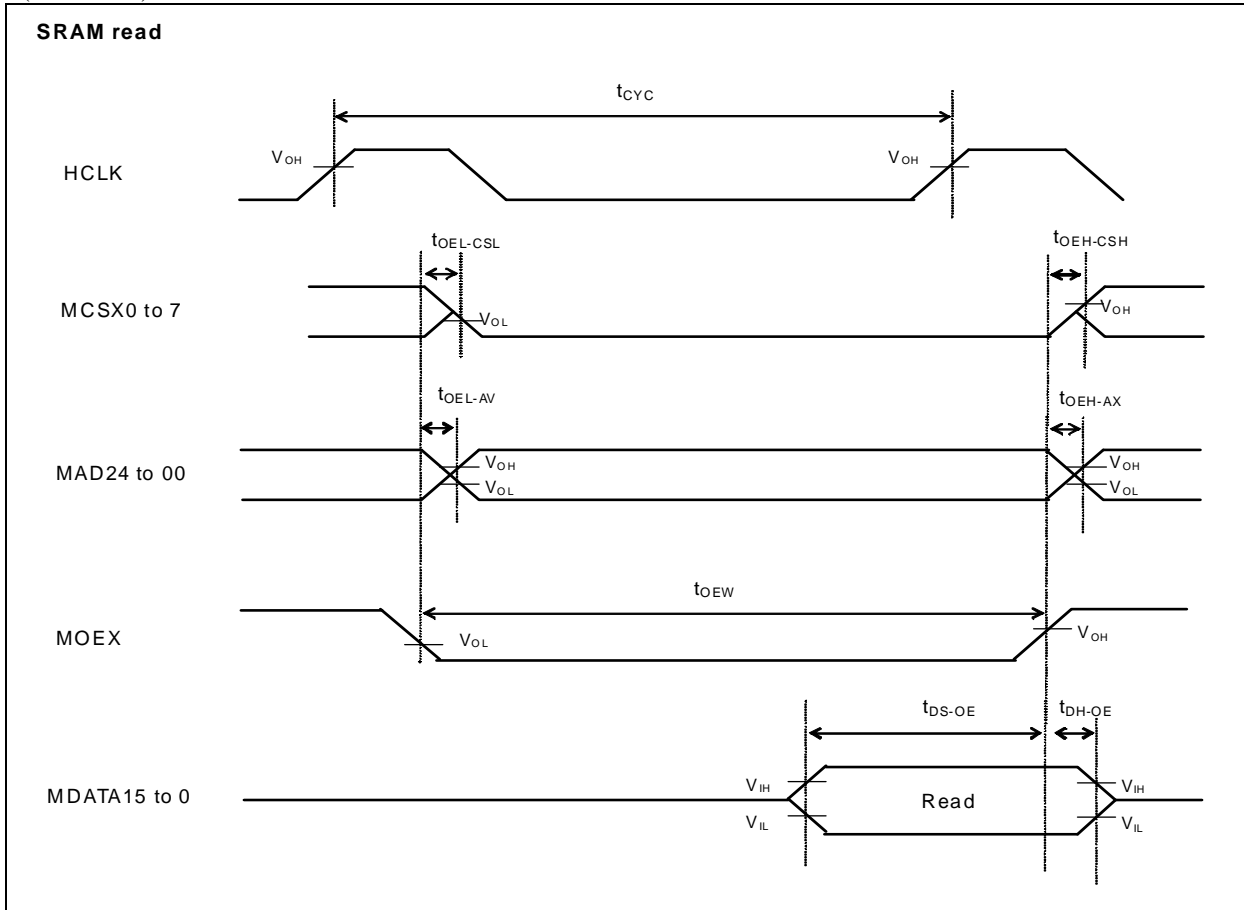 SRAM read
tCYC
VOH
VOH
HCLK
tOEL-CSL
tOEH-CSH
MCSX0 to 7
VOL
VOH
tOEL-AV
tOEH-AX
MAD24 to 00
VOH
VOL
VOH
VOL
tOEW
MOEX
VOL
VOH
tDS-OE
tDH-OE
VIH
VIH
MDATA15 to 0
Read
VIL
VIL